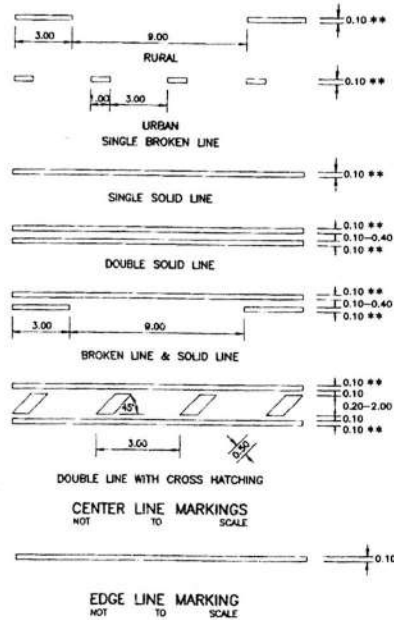 0.10 **
3.00 9.00
RURAL
0.10 **
1.00 3.00
URBAN
SINGLE BROKEN LINE
0.10 **
SINGLE SOLID LINE
0.10 **
0.10-0.40
0.10 **
DOUBLE SOLID LINE
0.10 **
0.10-0.40
0.10 **
3.00 9.00
BROKEN LINE & SOLID LINE
0.10 **
0.10
0.20-2.00
0.10
0.10 **
45°
3.00 0.50
DOUBLE LINE WITH CROSS HATCHING
CENTER LINE MARKINGS
NOT TO SCALE
0.10
EDGE LINE MARKING
NOT TO SCALE